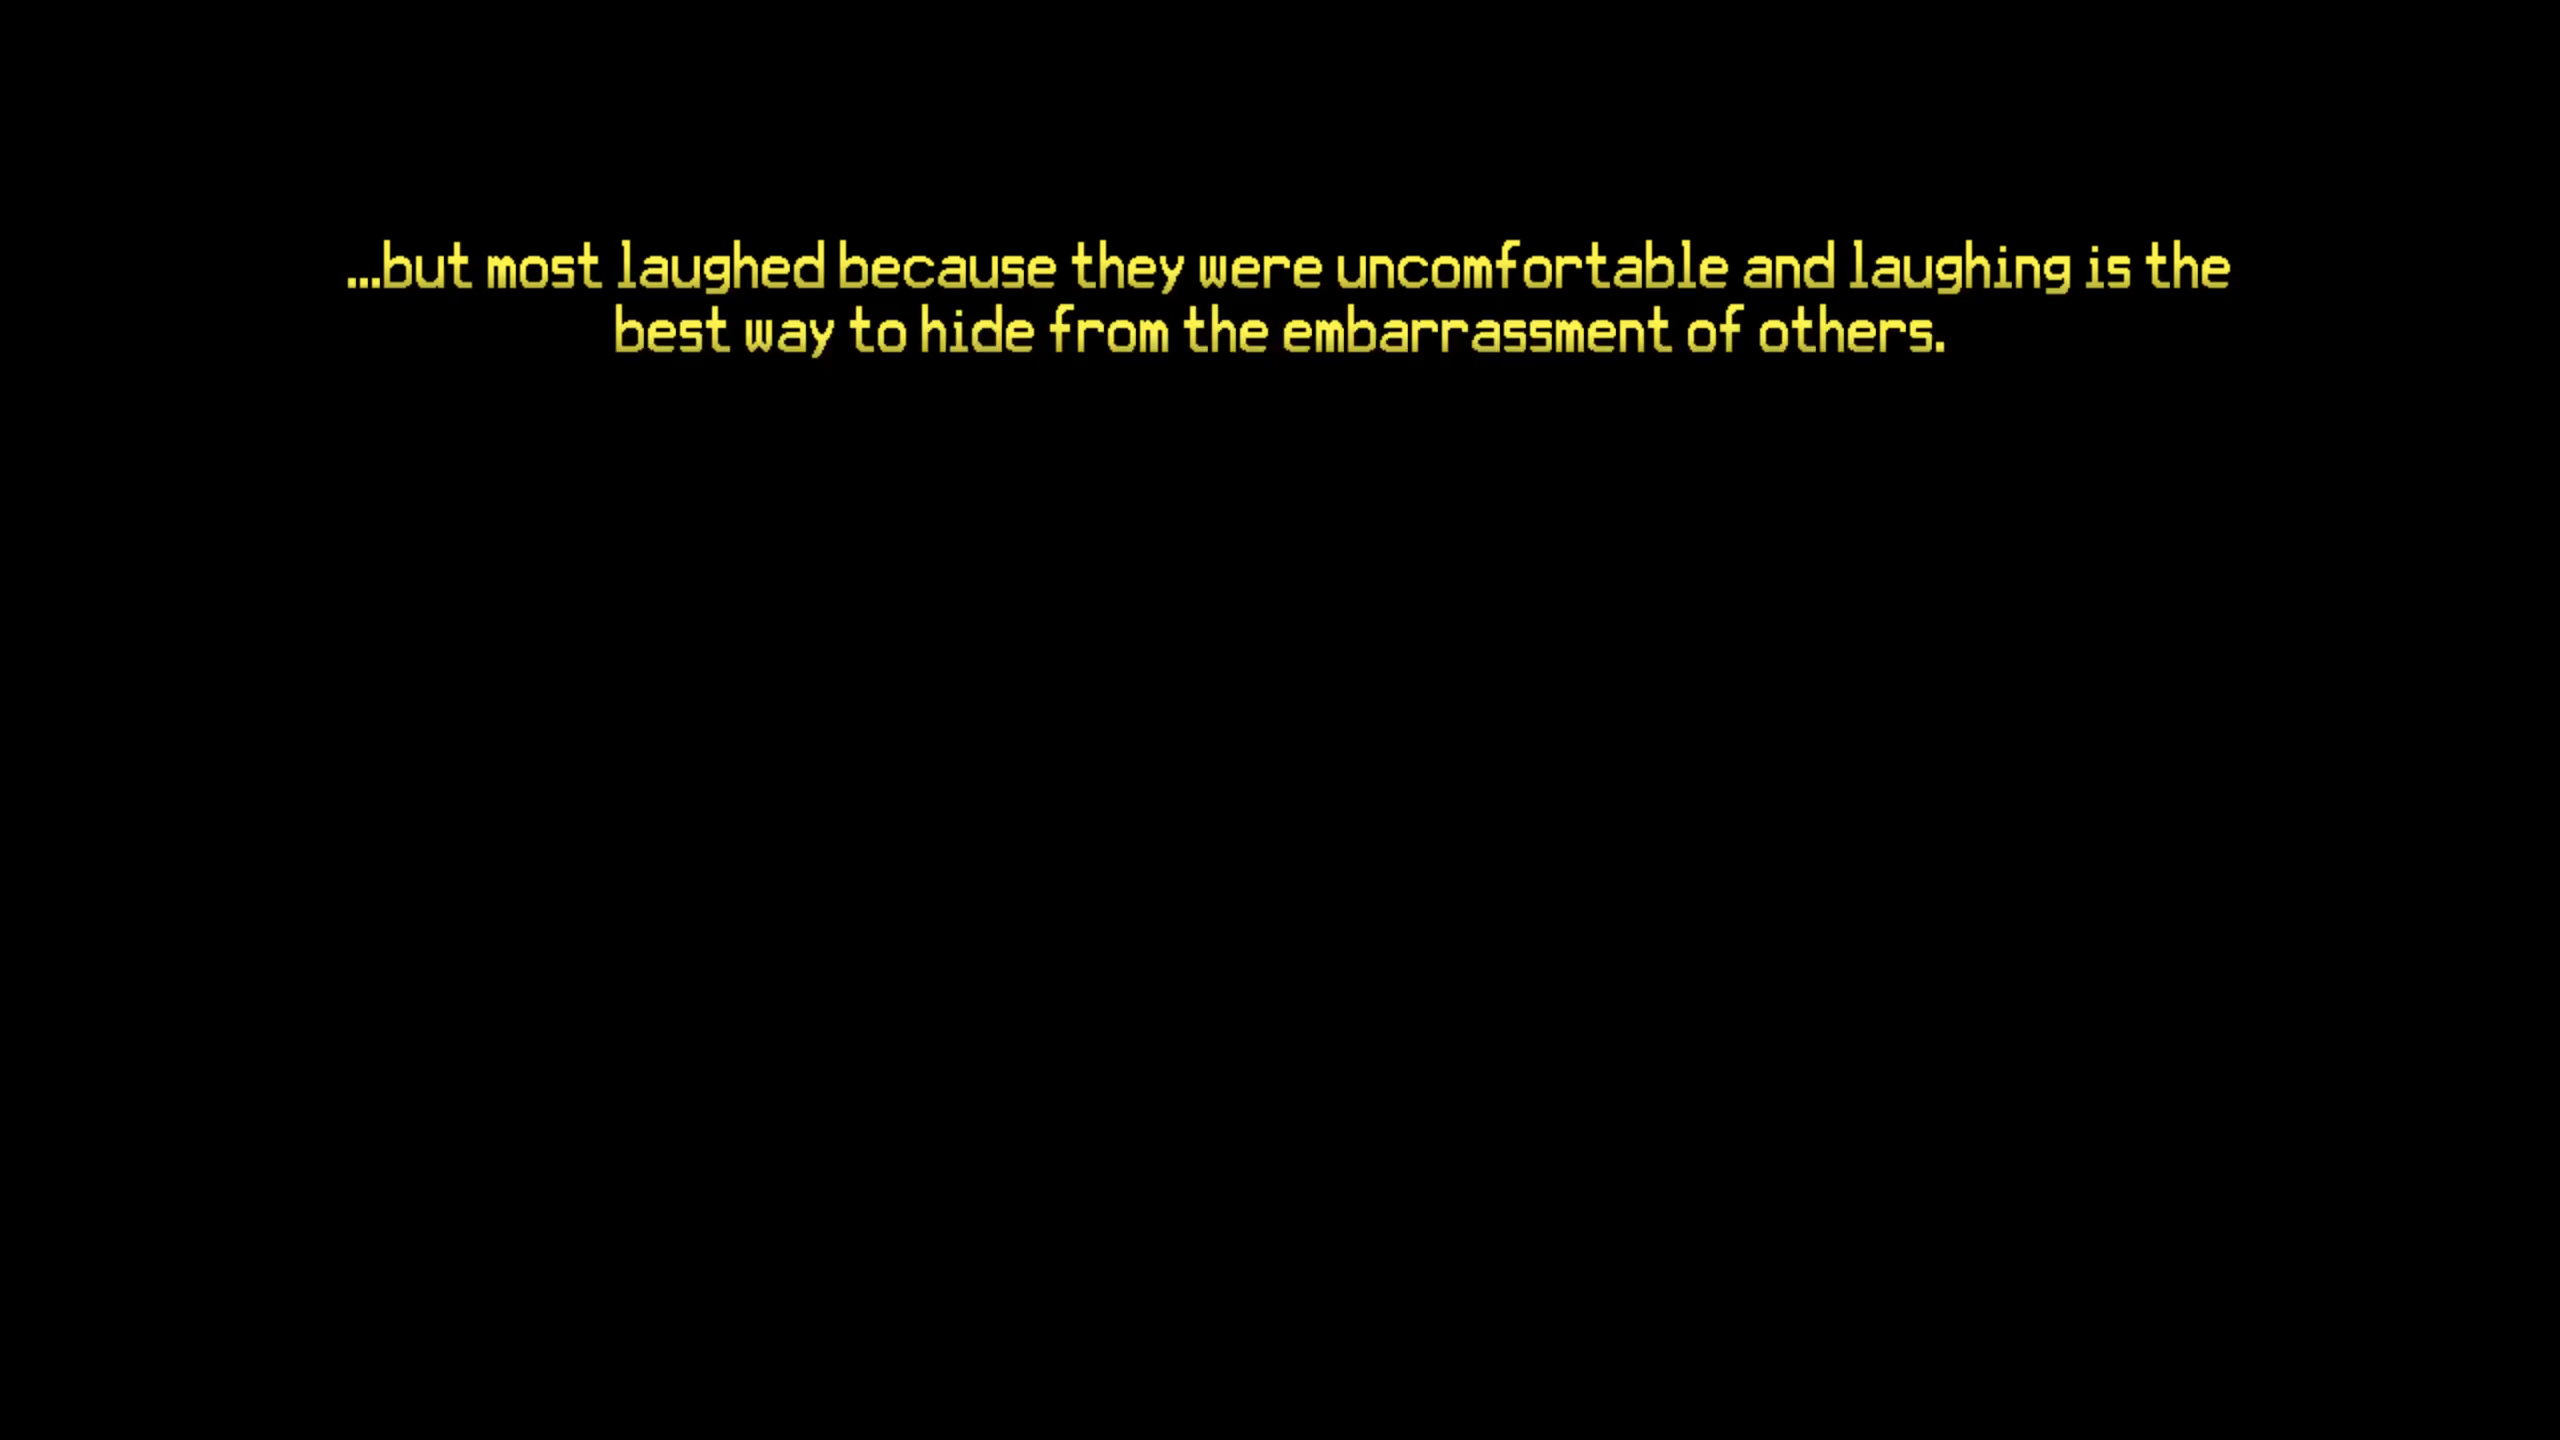 ...but most laughed because they were uncomfortable and laughing is the
best way to hide from the embarrassment of others.